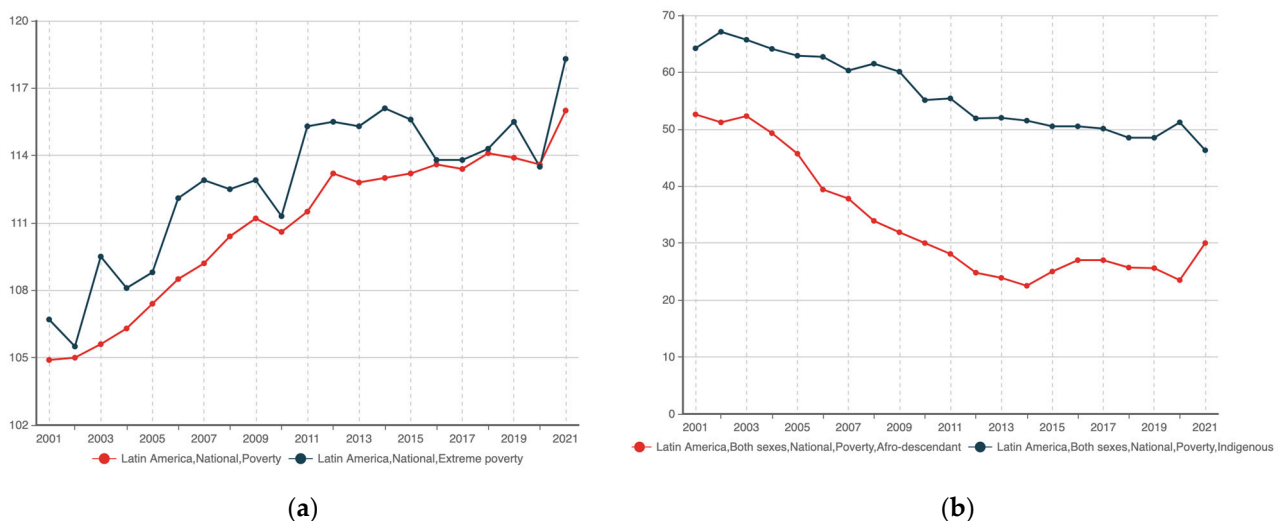 120
117
114
111
108
105
102
2001 2003 2005 2007 2009 2011 2013 2015 2017 2019 2021
Latin America,National,Poverty Latin America,National,Extreme poverty
(a)
70
60
50
40
30
20
10
0
2001 2003 2005 2007 2009 2011 2013 2015 2017 2019 2021
Latin America,Both sexes,National,Poverty,Afro-descendant Latin America,Both sexes,National,Poverty,Indigenous
(b)